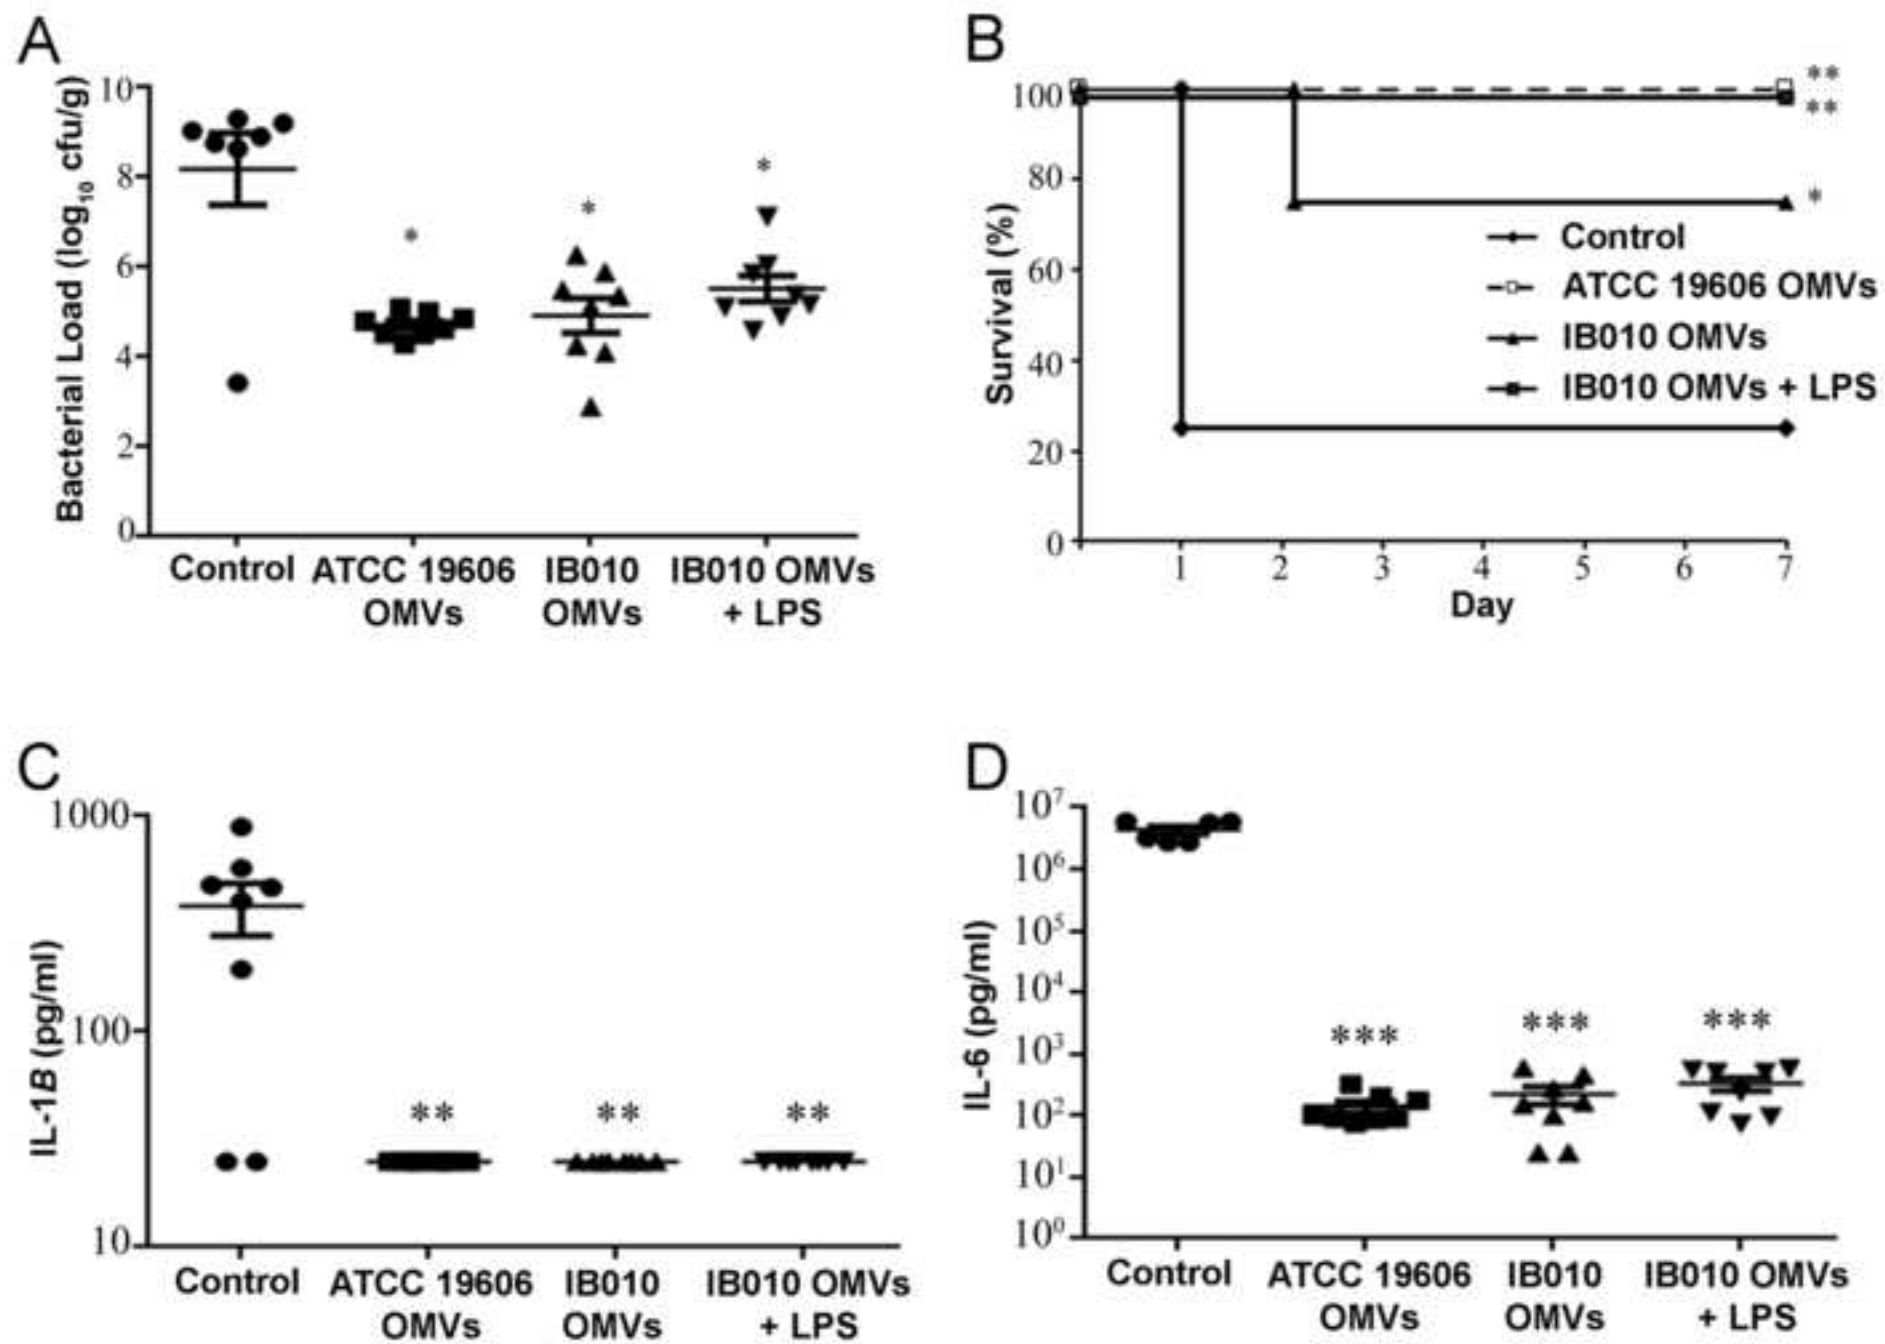 A
Bacterial Load (log10 cfu/g)
10
8
6
4
2
0
*
*
*
Control
ATCC 19606
OMVs
IB010
OMVs
IB010 OMVs
+ LPS
B
Survival (%)
100
80
60
40
20
0
**
**
*
Control
ATCC 19606 OMVs
IB010 OMVs
IB010 OMVs + LPS
1 2 3 4 5 6 7
Day
C
IL-1B (pg/ml)
1000
100
10
**
**
**
Control
ATCC 19606
OMVs
IB010
OMVs
IB010 OMVs
+ LPS
D
IL-6 (pg/ml)
10⁷
10⁶
10⁵
10⁴
10³
10²
10¹
10⁰
***
***
***
Control
ATCC 19606
OMVs
IB010
OMVs
IB010 OMVs
+ LPS